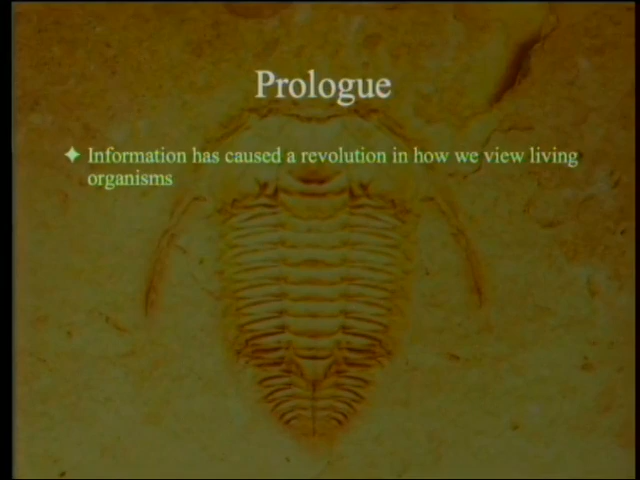 Prologue
✦ Information has caused a revolution in how we view living
organisms